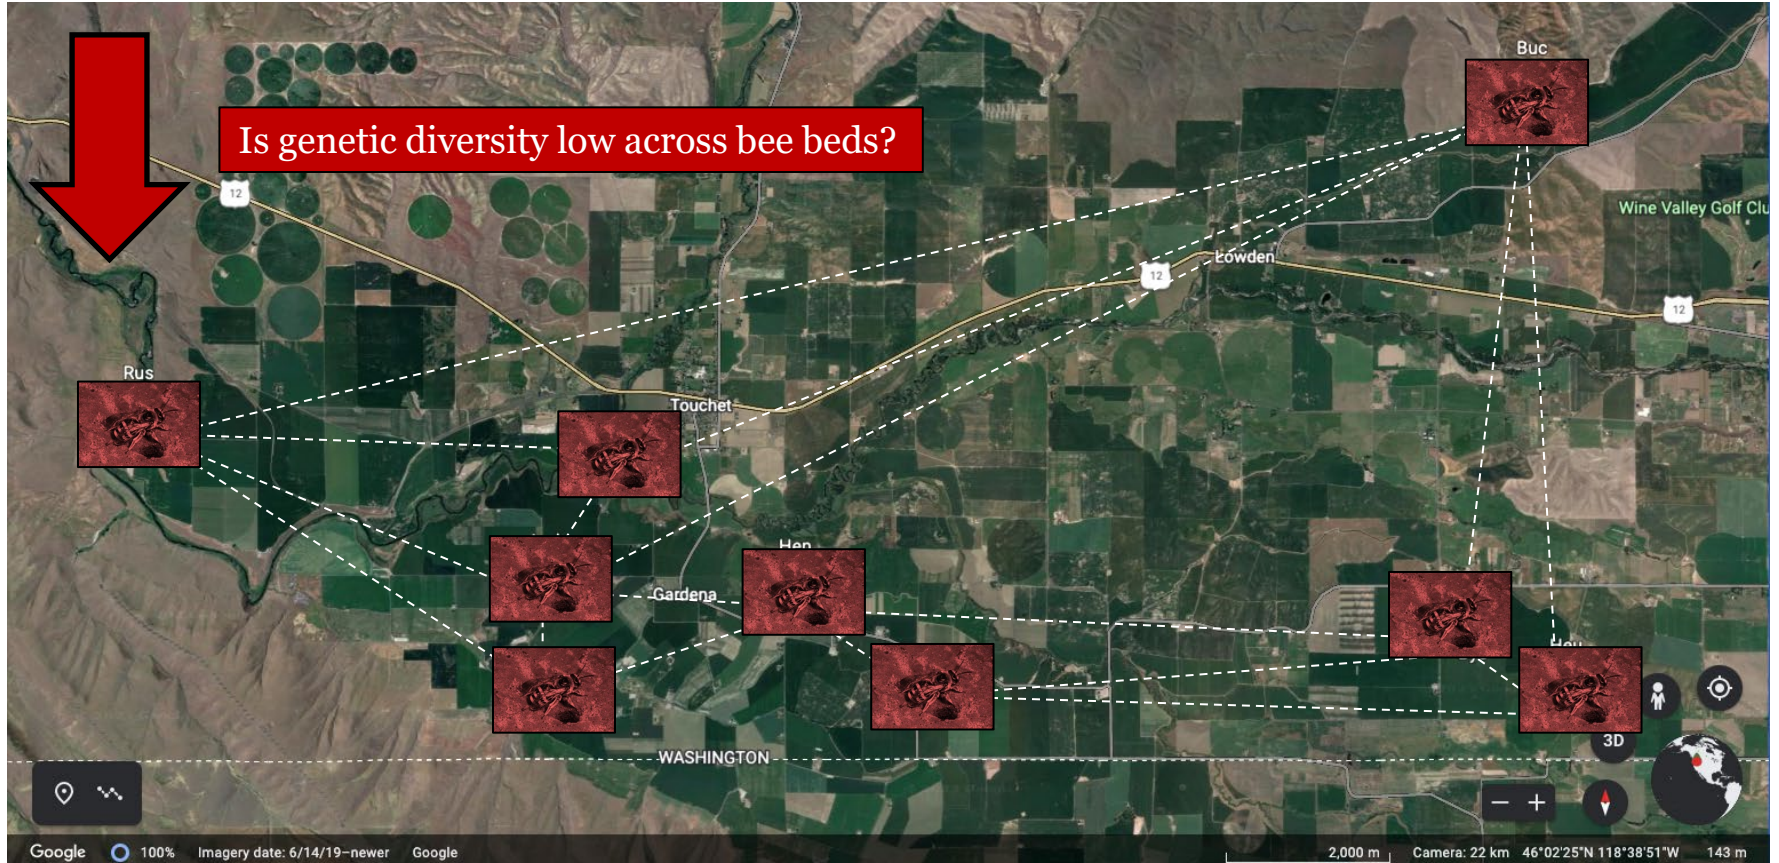 Buc
Is genetic diversity low across bee beds?
12
Wine Valley Golf Clu
Lowden
12
12
Rus
Touchet
Hen
Gardena
WASHINGTON
3D
Google 100% Imagery date: 6/14/19–newer Google 2,000 m Camera: 22 km 46°02'25"N 118°38'51"W 143 m